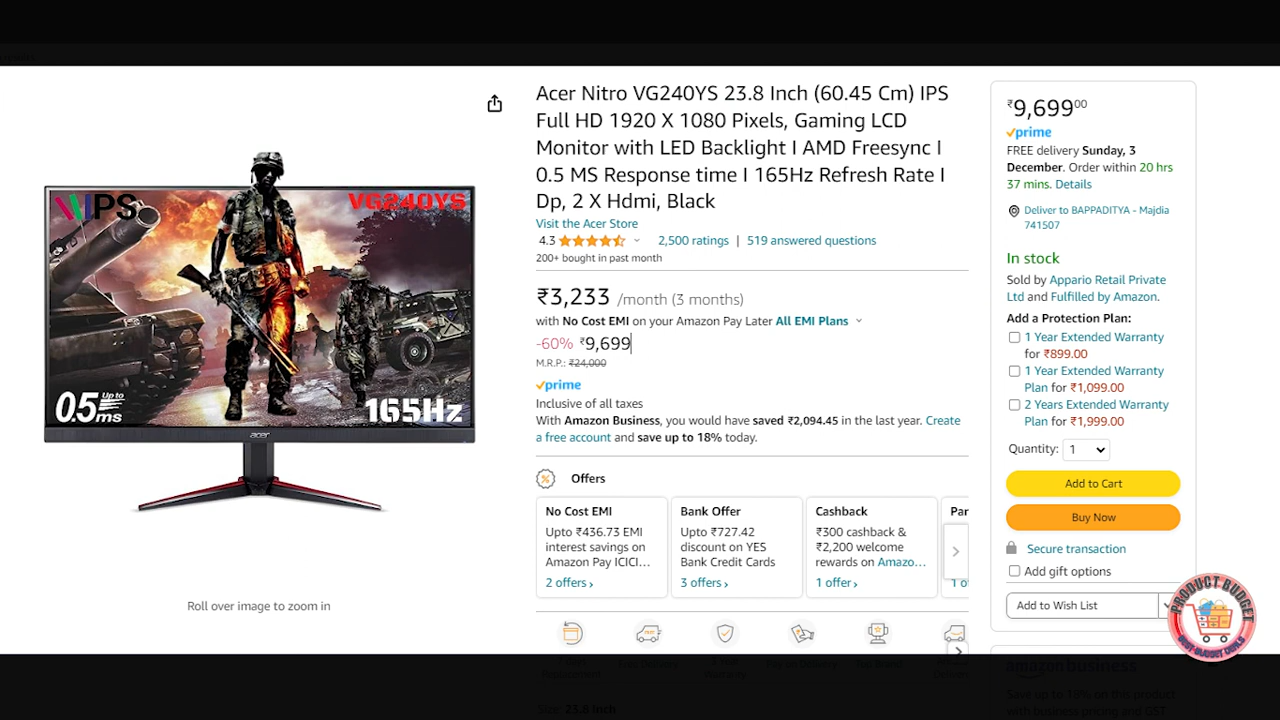 WIPS
VG240YS
Up to
0.5 ms
165Hz
acer
Roll over image to zoom in
Acer Nitro VG240YS 23.8 Inch (60.45 Cm) IPS
Full HD 1920 X 1080 Pixels, Gaming LCD
Monitor with LED Backlight I AMD Freesync I
0.5 MS Response time I 165Hz Refresh Rate I
Dp, 2 X Hdmi, Black
Visit the Acer Store
4.3 2,500 ratings | 519 answered questions
200+ bought in past month
₹3,233 /month (3 months)
with No Cost EMI on your Amazon Pay Later All EMI Plans
-60% ₹9,699
M.R.P.: ₹24,000
prime
Inclusive of all taxes
With Amazon Business, you would have saved ₹2,094.45 in the last year. Create
a free account and save up to 18% today.
Offers
No Cost EMI
Upto ₹436.73 EMI
interest savings on
Amazon Pay ICICI…
2 offers ›
Bank Offer
Upto ₹727.42
discount on YES
Bank Credit Cards
3 offers ›
Cashback
₹300 cashback &
₹2,200 welcome
rewards on Amazo…
1 offer ›
Par
1 o
Size: 23.8 Inch
₹9,699.00
prime
FREE delivery Sunday, 3
December. Order within 20 hrs
37 mins. Details
Deliver to BAPPADITYA - Majdia
741507
In stock
Sold by Appario Retail Private
Ltd and Fulfilled by Amazon.
Add a Protection Plan:
1 Year Extended Warranty
for ₹899.00
1 Year Extended Warranty
Plan for ₹1,099.00
2 Years Extended Warranty
Plan for ₹1,999.00
Quantity: 1
Add to Cart
Buy Now
Secure transaction
Add gift options
Add to Wish List
PRODUCT BUDGET
BEST BUDGET DEALS
amazon business